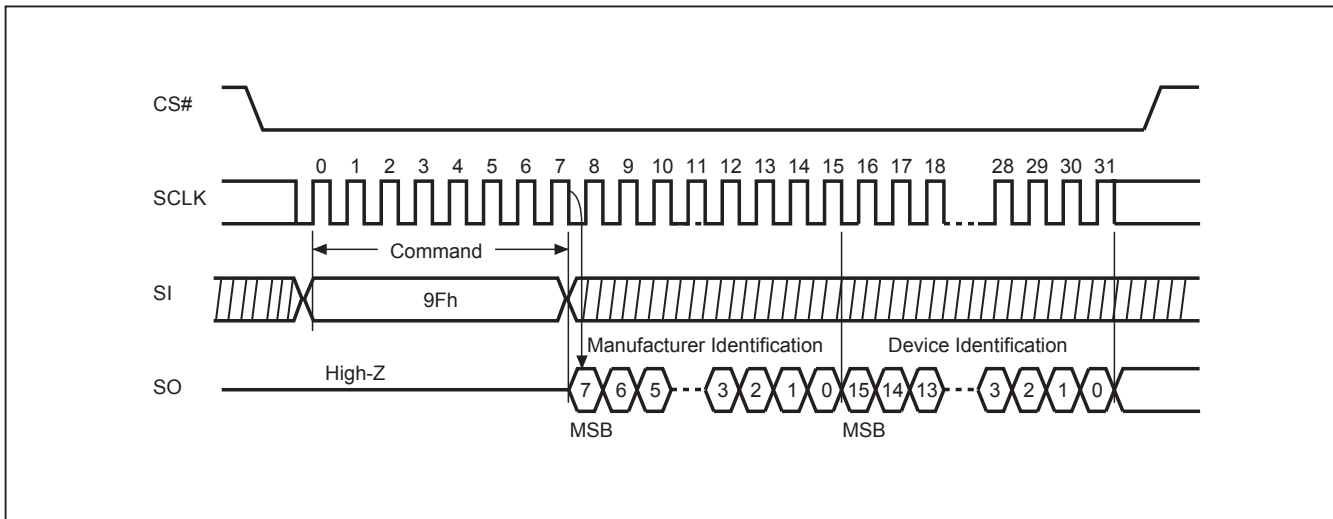 CS#
0 1 2 3 4 5 6 7 8 9 10 11 12 13 14 15 16 17 18 28 29 30 31
SCLK
Command
SI
9Fh
Manufacturer Identification Device Identification
High-Z
SO
7 6 5 3 2 1 0 15 14 13 3 2 1 0
MSB MSB